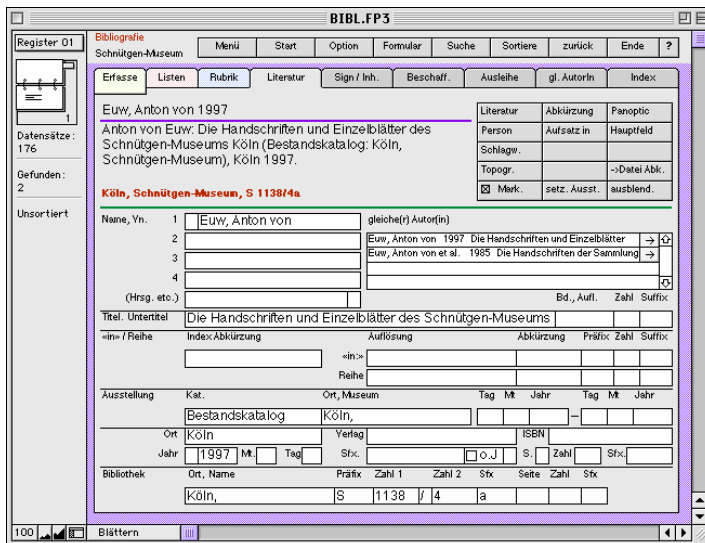 BIBL.FP3
Register 01
Bibliografie
Schnütgen-Museum
Menü Start Option Formular Suche Sortiere zurück Ende ?
Erfasse Listen Rubrik Literatur Sign / Inh. Beschaff. Ausleihe gl. AutorIn Index
1
Datensätze:
176
Gefunden:
2
Unsortiert
Euw, Anton von 1997
Anton von Euw: Die Handschriften und Einzelblätter des
Schnütgen-Museums Köln (Bestandskatalog: Köln,
Schnütgen-Museum), Köln 1997.
Köln, Schnütgen-Museum, S 1138/4a
Literatur Abkürzung Panoptic
Person Aufsatz in Hauptfeld
Schlagw.
Topogr. ->Datei Abk.
Mark. setz. Ausst. ausblend.
Name, Vn. 1 Euw, Anton von gleiche(r) Autor(in)
2 Euw, Anton von 1997 Die Handschriften und Einzelblätter →
3 Euw, Anton von et al. 1985 Die Handschriften der Sammlung →
4
(Hrsg. etc.) Bd., Aufl. Zahl Suffix
Titel. Untertitel Die Handschriften und Einzelblätter des Schnütgen-Museums
«in» / Reihe Index Abkürzung Auflösung Abkürzung Präfix Zahl Suffix
«in:»
Reihe
Ausstellung Kat. Ort, Museum Tag Mt Jahr Tag Mt Jahr
Bestandskatalog Köln, –
Ort Köln Verlag ISBN
Jahr 1997 Mt. Tag Sfx. o.J S. Zahl Sfx.
Bibliothek Ort, Name Präfix Zahl 1 Zahl 2 Sfx Seite Zahl Sfx
Köln, S 1138 / 4 a
100 Blättern